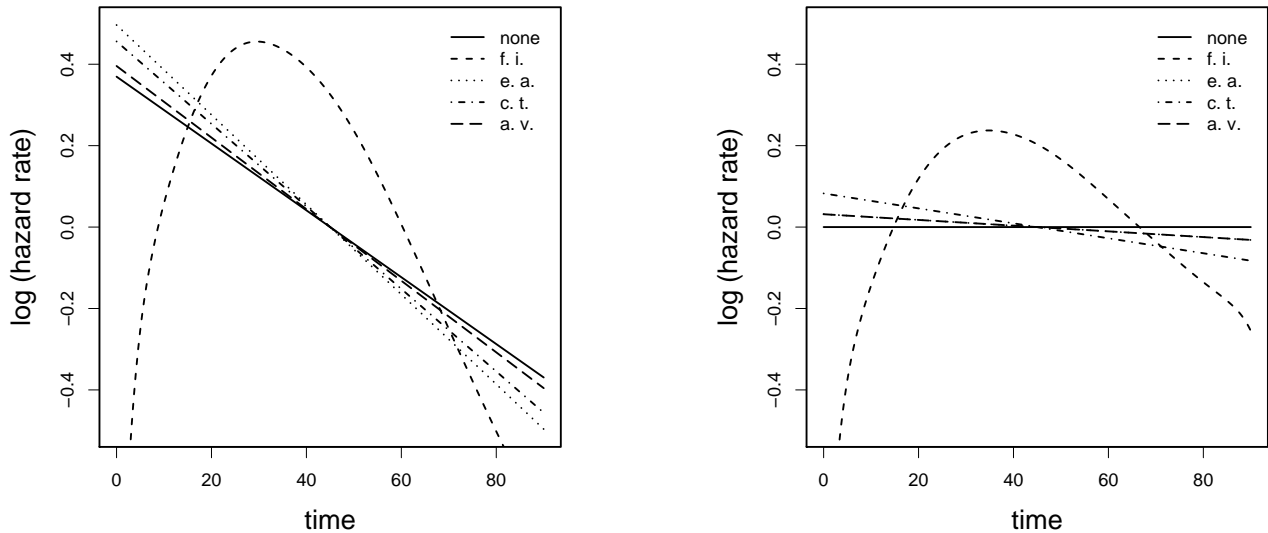 none
f. i.
e. a.
c. t.
a. v.
log (hazard rate)
0.4
0.2
0.0
−0.2
−0.4
0
20
40
60
80
time
none
f. i.
e. a.
c. t.
a. v.
log (hazard rate)
0.4
0.2
0.0
−0.2
−0.4
0
20
40
60
80
time